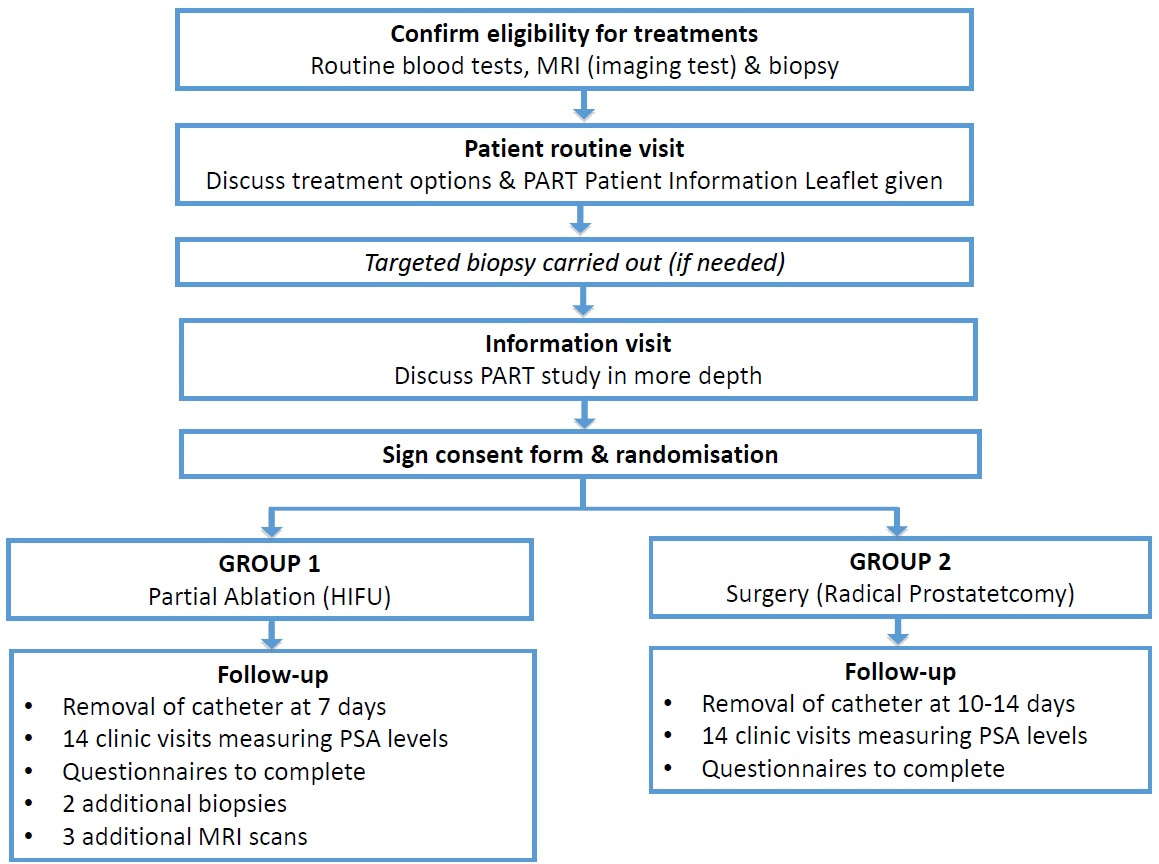 Confirm eligibility for treatments
Routine blood tests, MRI (imaging test) & biopsy
Patient routine visit
Discuss treatment options & PART Patient Information Leaflet given
Targeted biopsy carried out (if needed)
Information visit
Discuss PART study in more depth
Sign consent form & randomisation
GROUP 1
Partial Ablation (HIFU)
Follow-up
• Removal of catheter at 7 days
• 14 clinic visits measuring PSA levels
• Questionnaires to complete
• 2 additional biopsies
• 3 additional MRI scans
GROUP 2
Surgery (Radical Prostatetcomy)
Follow-up
• Removal of catheter at 10-14 days
• 14 clinic visits measuring PSA levels
• Questionnaires to complete